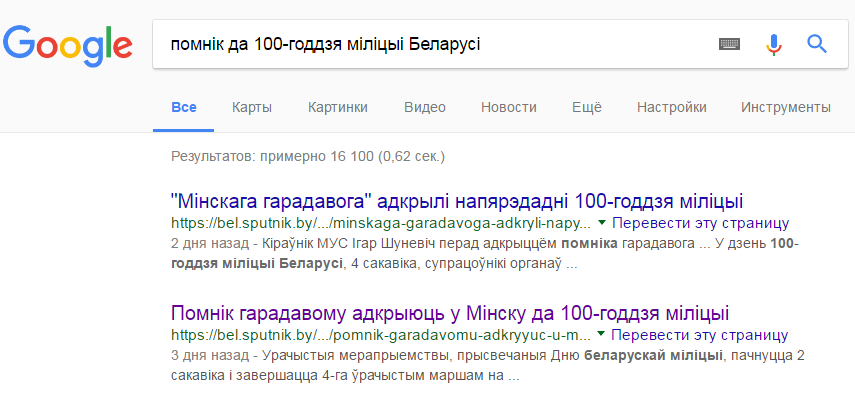 Google
помнік да 100-годдзя міліцыі Беларусі
Все Карты Картинки Видео Новости Ещё Настройки Инструменты
Результатов: примерно 16 100 (0,62 сек.)
"Мінскага гарадавога" адкрылі напярэдадні 100-годдзя міліцыі
https://bel.sputnik.by/.../minskaga-garadavoga-adkryli-napy... Перевести эту страницу
2 дня назад - Кіраўнік МУС Ігар Шуневіч перад адкрыццём помніка гарадавога ... У дзень 100-
годдзя міліцыі Беларусі, 4 сакавіка, супрацоўнікі органаў ...
Помнік гарадавому адкрыюць у Мінску да 100-годдзя міліцыі
https://bel.sputnik.by/.../pomnik-garadavomu-adkryyuc-u-m... Перевести эту страницу
3 дня назад - Урачыстыя мерапрыемствы, прысвечаныя Дню беларускай міліцыі, пачнуцца 2
сакавіка і завершацца 4-га ўрачыстым маршам на ...